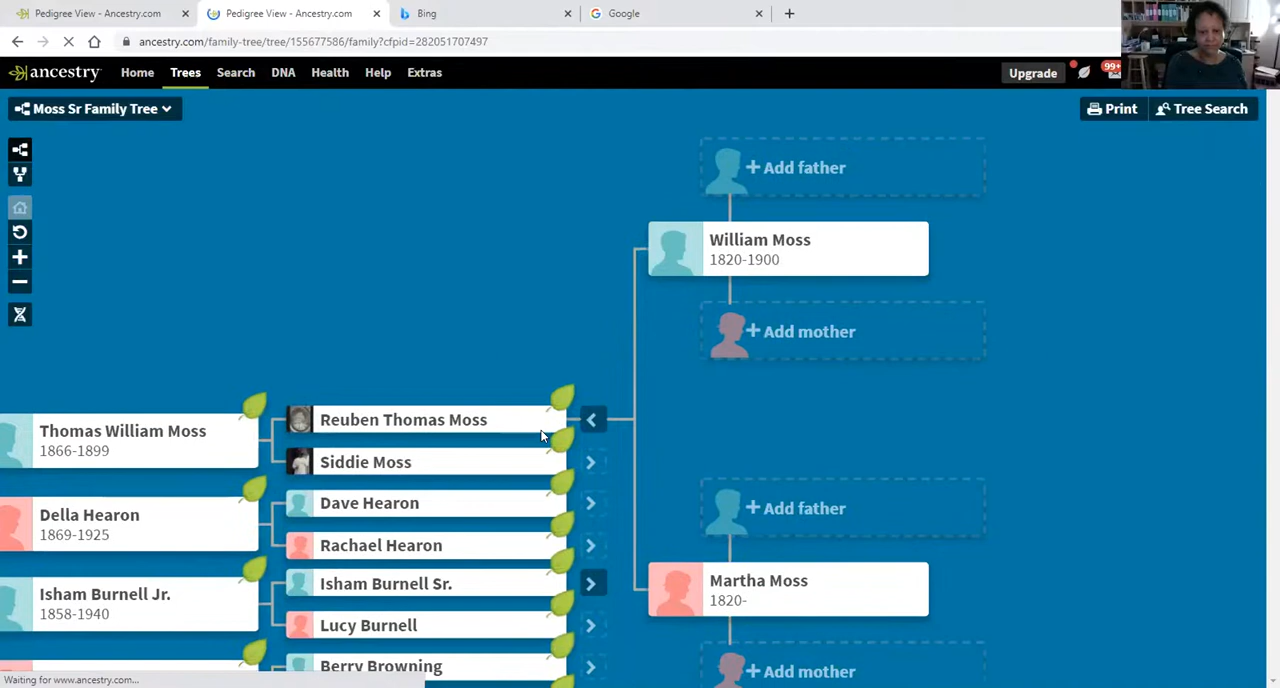 Pedigree View - Ancestry.com
Pedigree View - Ancestry.com
Bing
Google
ancestry.com/family-tree/tree/155677586/family?cfpid=282051707497
ancestry
Home
Trees
Search
DNA
Health
Help
Extras
Upgrade
99+
Moss Sr Family Tree
Print
Tree Search
+ Add father
William Moss
1820-1900
+ Add mother
Thomas William Moss
1866-1899
Reuben Thomas Moss
Siddie Moss
Della Hearon
1869-1925
Dave Hearon
Rachael Hearon
+ Add father
Isham Burnell Jr.
1858-1940
Isham Burnell Sr.
Lucy Burnell
Martha Moss
1820-
Berry Browning
+ Add mother
Waiting for www.ancestry.com...